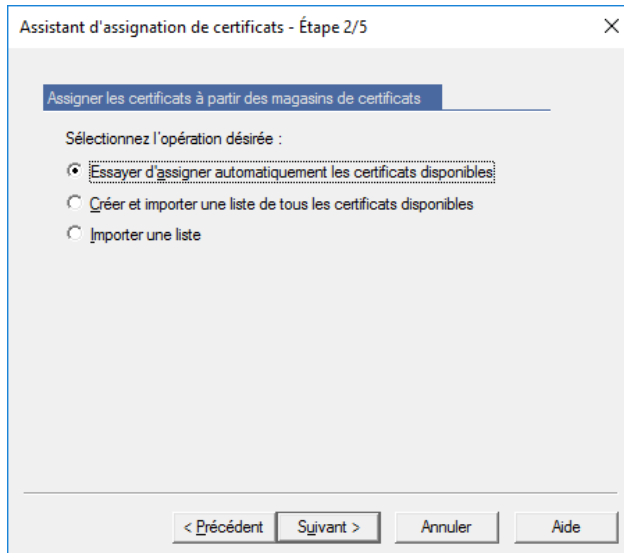 Assistant d'assignation de certificats - Étape 2/5
Assigner les certificats à partir des magasins de certificats
Sélectionnez l'opération désirée :
Essayer d'assigner automatiquement les certificats disponibles
Créer et importer une liste de tous les certificats disponibles
Importer une liste
< Précédent Suivant > Annuler Aide